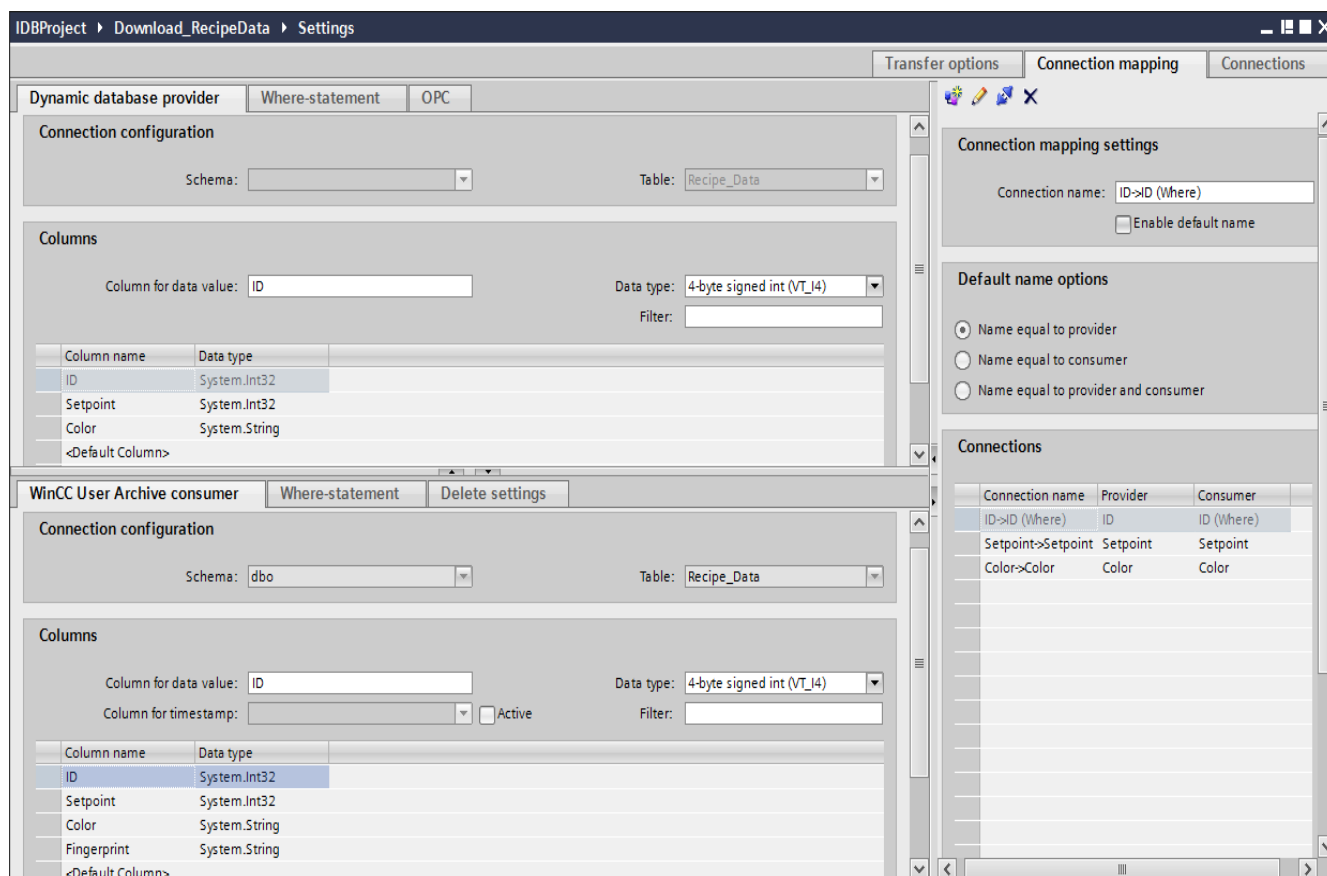 IDBProject ▸ Download_RecipeData ▸ Settings
Transfer options Connection mapping Connections
Dynamic database provider Where-statement OPC
Connection configuration
Schema: Table: Recipe_Data
Columns
Column for data value: ID Data type: 4-byte signed int (VT_I4)
Filter:
Column name Data type
ID System.Int32
Setpoint System.Int32
Color System.String
<Default Column>
WinCC User Archive consumer Where-statement Delete settings
Connection configuration
Schema: dbo Table: Recipe_Data
Columns
Column for data value: ID Data type: 4-byte signed int (VT_I4)
Column for timestamp: Active Filter:
Column name Data type
ID System.Int32
Setpoint System.Int32
Color System.String
Fingerprint System.String
<Default Column>
Connection mapping settings
Connection name: ID->ID (Where)
Enable default name
Default name options
Name equal to provider
Name equal to consumer
Name equal to provider and consumer
Connections
Connection name Provider Consumer
ID->ID (Where) ID ID (Where)
Setpoint->Setpoint Setpoint Setpoint
Color->Color Color Color